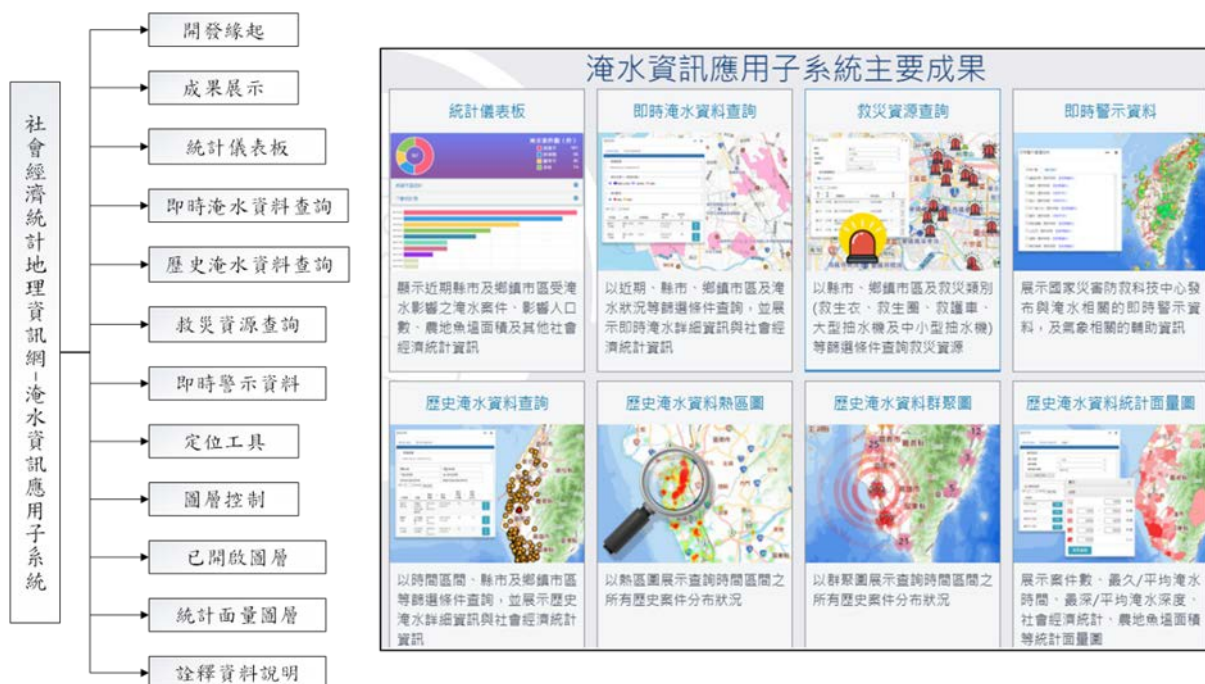 社會經濟統計地理資訊網-淹水資訊應用子系統
開發緣起
成果展示
統計儀表板
即時淹水資料查詢
歷史淹水資料查詢
救災資源查詢
即時警示資料
定位工具
圖層控制
已開啟圖層
統計面量圖層
詮釋資料說明
淹水資訊應用子系統主要成果
統計儀表板
顯示近期縣市及鄉鎮市區受淹
水影響之淹水案件、影響人口
數、農地魚塭面積及其他社會
經濟統計資訊
即時淹水資料查詢
以近期、縣市、鄉鎮市區及淹
水狀況等篩選條件查詢，並展
示即時淹水詳細資訊與社會經
濟統計資訊
救災資源查詢
以縣市、鄉鎮市區及救災類別
(救生衣、救生圈、救護車、
大型抽水機及中小型抽水機)
等篩選條件查詢救災資源
即時警示資料
展示國家災害防救科技中心發
布與淹水相關的即時警示資
料，及氣象相關的輔助資訊
歷史淹水資料查詢
以時間區間、縣市及鄉鎮市區
等篩選條件查詢，並展示歷史
淹水詳細資訊與社會經濟統計
資訊
歷史淹水資料熱區圖
以熱區圖展示查詢時間區間之
所有歷史案件分布狀況
歷史淹水資料群聚圖
25
12
21
以群聚圖展示查詢時間區間之
所有歷史案件分布狀況
歷史淹水資料統計面量圖
展示案件數、最久/平均淹水
時間、最深/平均淹水深度、
社會經濟統計、農地魚塭面積
等統計面量圖